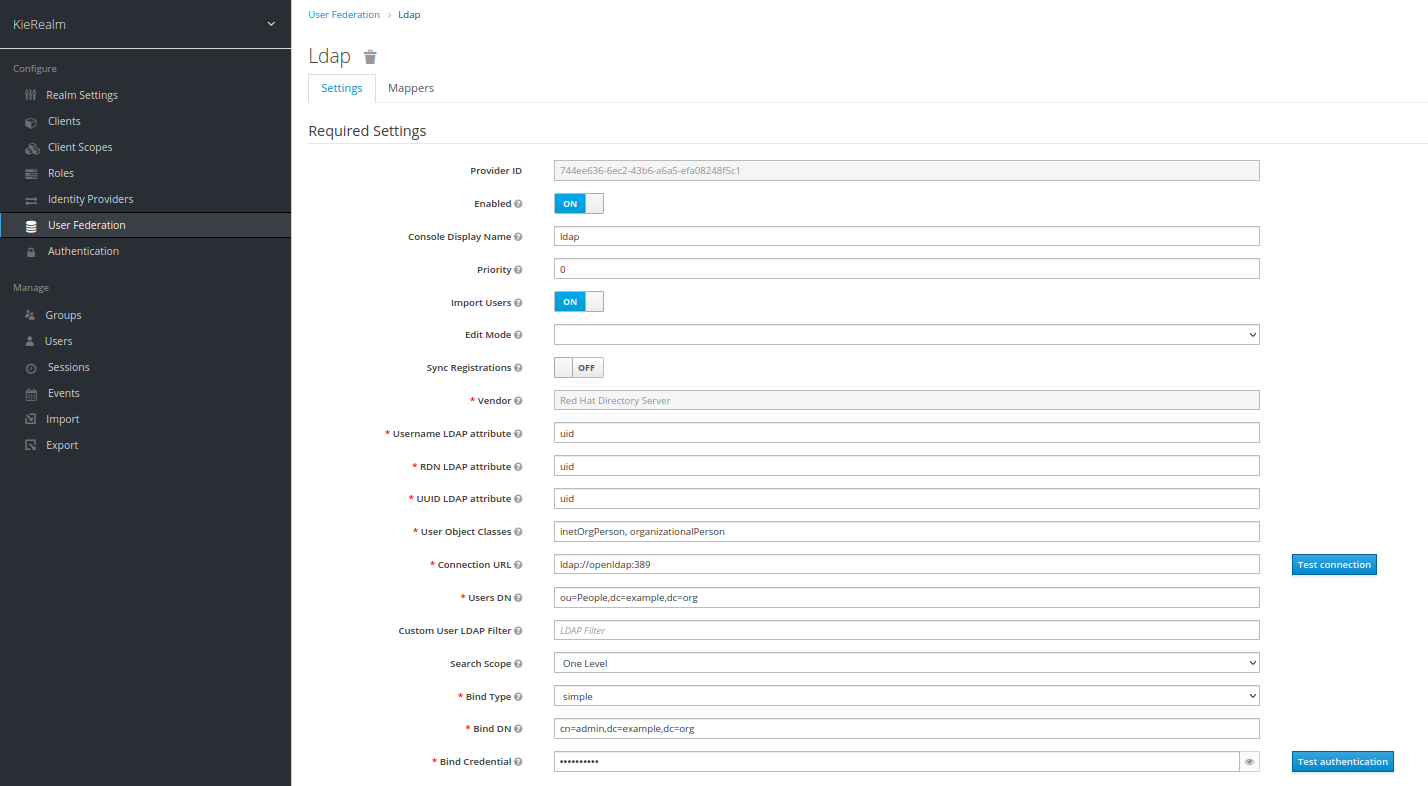 KieRealm
Configure
Realm Settings
Clients
Client Scopes
Roles
Identity Providers
User Federation
Authentication
Manage
Groups
Users
Sessions
Events
Import
Export
User Federation › Ldap
Ldap
Settings Mappers
Required Settings
Provider ID 744ee636-6ec2-43b6-a6a5-efa08248f5c1
Enabled ON
Console Display Name ldap
Priority 0
Import Users ON
Edit Mode
Sync Registrations OFF
* Vendor Red Hat Directory Server
* Username LDAP attribute uid
* RDN LDAP attribute uid
* UUID LDAP attribute uid
* User Object Classes inetOrgPerson, organizationalPerson
* Connection URL ldap://openldap:389 Test connection
* Users DN ou=People,dc=example,dc=org
Custom User LDAP Filter LDAP Filter
Search Scope One Level
* Bind Type simple
* Bind DN cn=admin,dc=example,dc=org
* Bind Credential •••••••••• Test authentication